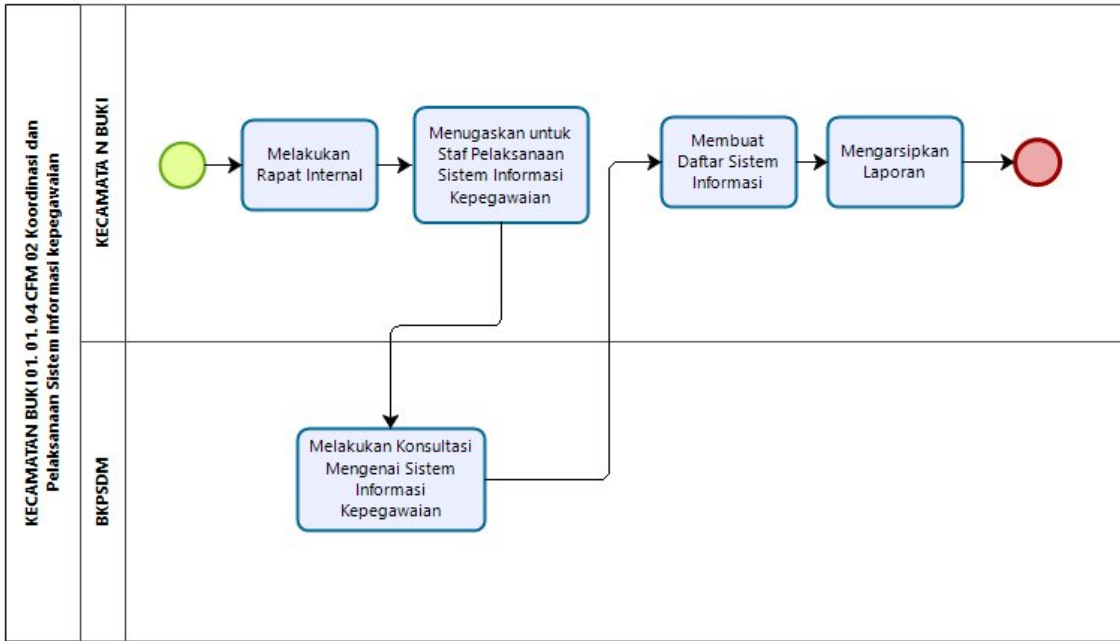 KECAMATAN BUKI 01. 01. 04 CFM 02 Koordinasi dan
Pelaksanaan Sistem informasi kepegawaian
KECAMATA N BUKI
Melakukan
Rapat Internal
Menugaskan untuk
Staf Pelaksanaan
Sistem Informasi
Kepegawaian
Membuat
Daftar Sistem
Informasi
Mengarsipkan
Laporan
BKPSDM
Melakukan Konsultasi
Mengenai Sistem
Informasi
Kepegawaian